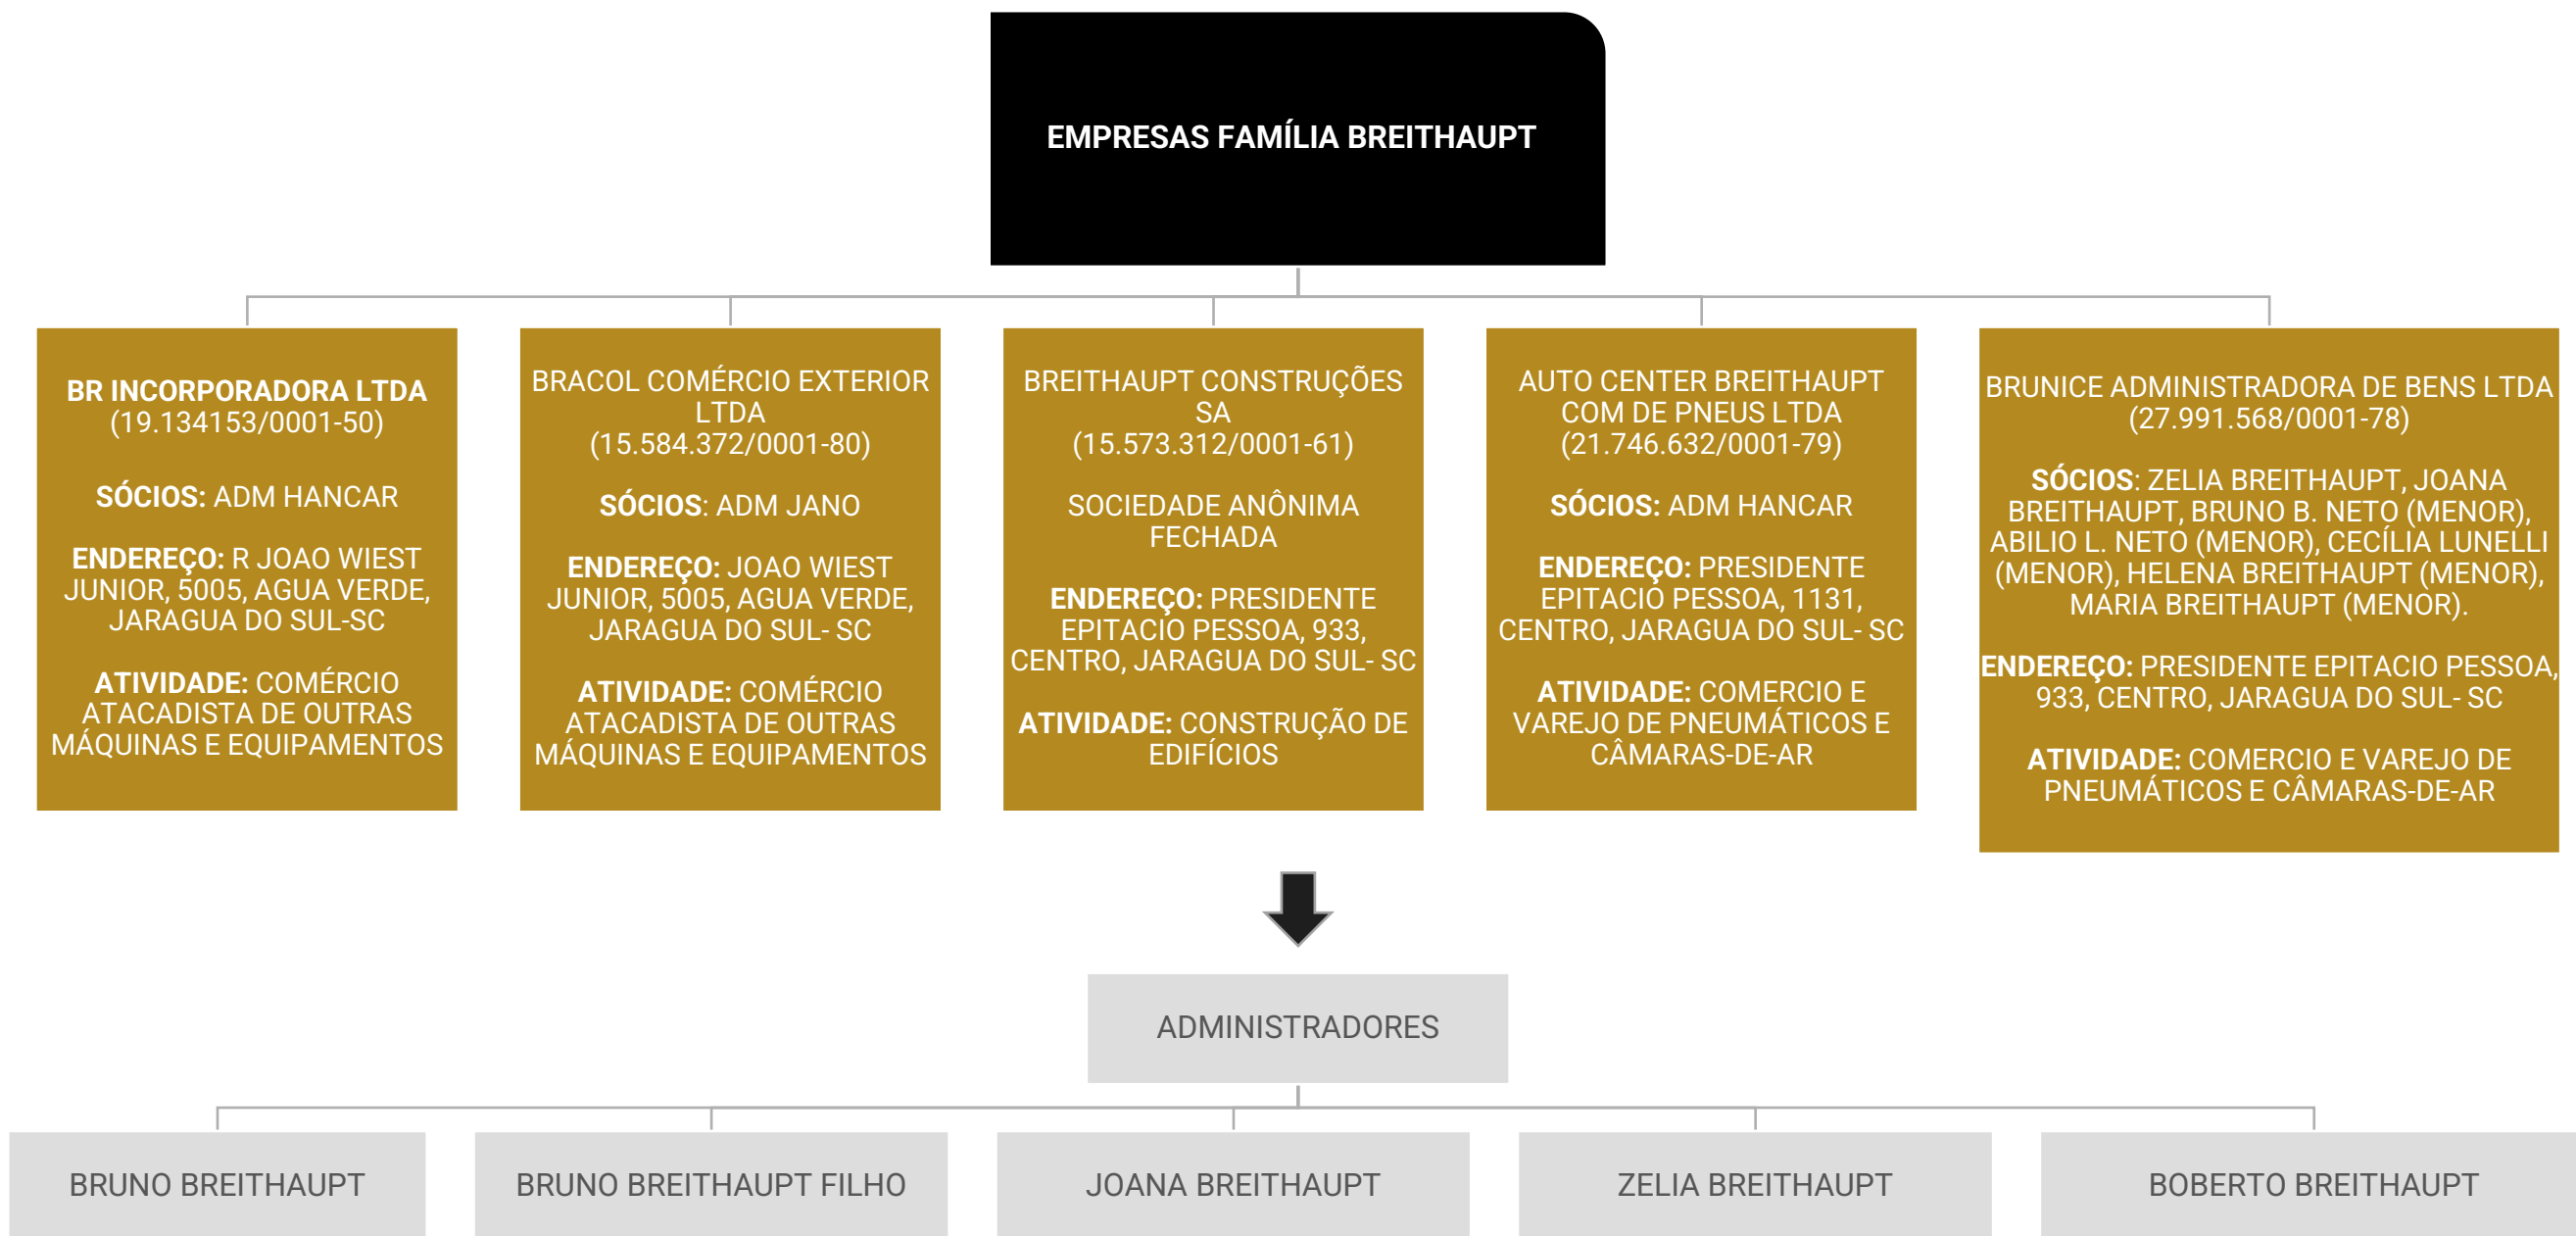 EMPRESAS FAMÍLIA BREITHAUPT
BR INCORPORADORA LTDA
(19.134153/0001-50)
SÓCIOS: ADM HANCAR
ENDEREÇO: R JOAO WIEST
JUNIOR, 5005, AGUA VERDE,
JARAGUA DO SUL-SC
ATIVIDADE: COMÉRCIO
ATACADISTA DE OUTRAS
MÁQUINAS E EQUIPAMENTOS
BRACOL COMÉRCIO EXTERIOR
LTDA
(15.584.372/0001-80)
SÓCIOS: ADM JANO
ENDEREÇO: JOAO WIEST
JUNIOR, 5005, AGUA VERDE,
JARAGUA DO SUL- SC
ATIVIDADE: COMÉRCIO
ATACADISTA DE OUTRAS
MÁQUINAS E EQUIPAMENTOS
BREITHAUPT CONSTRUÇÕES
SA
(15.573.312/0001-61)
SOCIEDADE ANÔNIMA
FECHADA
ENDEREÇO: PRESIDENTE
EPITACIO PESSOA, 933,
CENTRO, JARAGUA DO SUL- SC
ATIVIDADE: CONSTRUÇÃO DE
EDIFÍCIOS
AUTO CENTER BREITHAUPT
COM DE PNEUS LTDA
(21.746.632/0001-79)
SÓCIOS: ADM HANCAR
ENDEREÇO: PRESIDENTE
EPITACIO PESSOA, 1131,
CENTRO, JARAGUA DO SUL- SC
ATIVIDADE: COMERCIO E
VAREJO DE PNEUMÁTICOS E
CÂMARAS-DE-AR
BRUNICE ADMINISTRADORA DE BENS LTDA
(27.991.568/0001-78)
SÓCIOS: ZELIA BREITHAUPT, JOANA
BREITHAUPT, BRUNO B. NETO (MENOR),
ABILIO L. NETO (MENOR), CECÍLIA LUNELLI
(MENOR), HELENA BREITHAUPT (MENOR),
MARIA BREITHAUPT (MENOR).
ENDEREÇO: PRESIDENTE EPITACIO PESSOA,
933, CENTRO, JARAGUA DO SUL- SC
ATIVIDADE: COMERCIO E VAREJO DE
PNEUMÁTICOS E CÂMARAS-DE-AR
ADMINISTRADORES
BRUNO BREITHAUPT
BRUNO BREITHAUPT FILHO
JOANA BREITHAUPT
ZELIA BREITHAUPT
BOBERTO BREITHAUPT